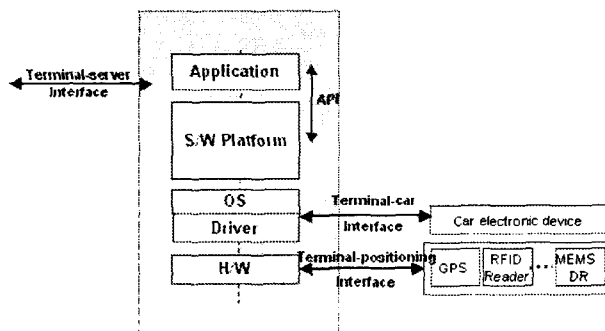 Application
Terminal-server
Interface
API
S/W Platform
OS
Terminal-car
Driver
Interface
Car electronic device
H/W
Terminal-positioning
Interface
GPS
RFID
Reader
...
MEMS
DR